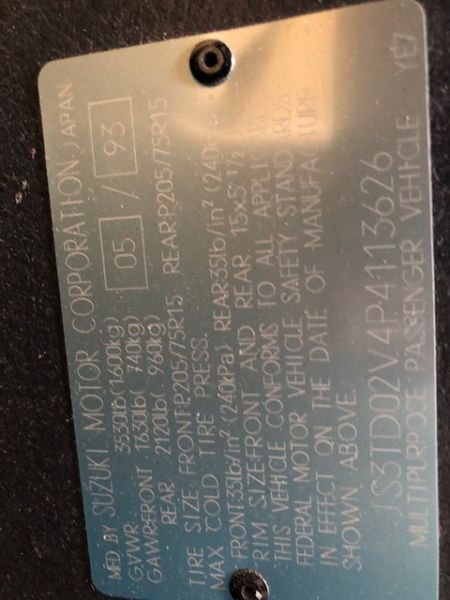 MFD. BY SUZUKI MOTOR CORPORATION, JAPAN
GVWR 3530lb(1600kg) 05 / 93
GAWR:FRONT 1630lb( 740kg)
REAR 2120lb( 960kg)
TIRE SIZE FRONT:P205/75R15 REAR:P205/75R15
MAX COLD TIRE PRESS.
FRONT:35lb/in² (240kPa) REAR:35lb/in² (240
RIM SIZE:FRONT AND REAR 15x5 1/2
THIS VEHICLE CONFORMS TO ALL
FEDERAL MOTOR VEHICLE SAFETY STANDARDS
IN EFFECT ON THE DATE OF MANUFACTURE
SHOWN ABOVE.
JS3TD02V4P4113626
MULTIPURPOSE PASSENGER VEHICLE YE7